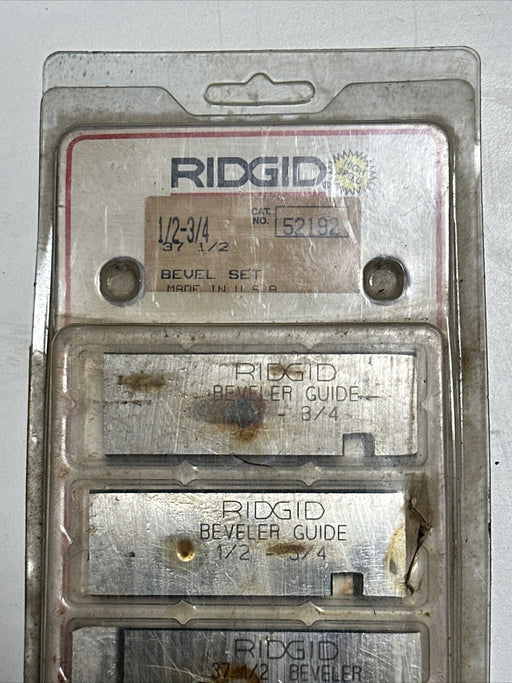 RIDGID
HIGH
1/2-3/4
CAT.
NO.
52192
37 1/2
BEVEL SET
MADE IN U S A
RIDGID
BEVELER GUIDE
- 3/4
RIDGID
BEVELER GUIDE
1/2 - 3/4
RIDGID
37 1/2 BEVELER